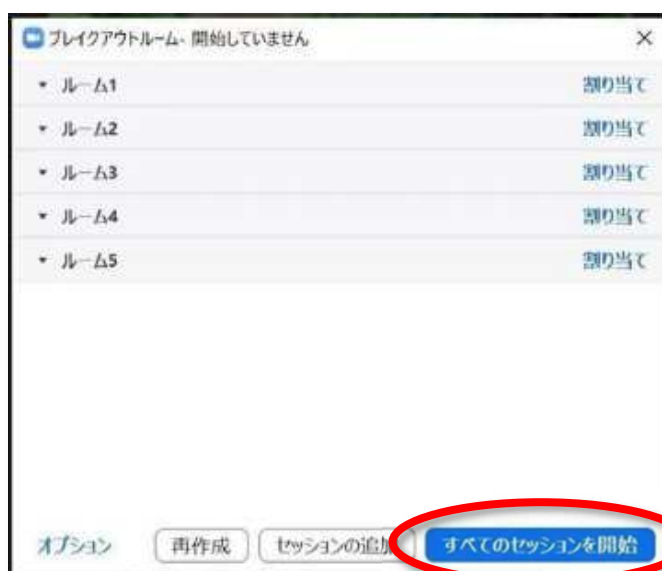 ブレイクアウトルーム- 開始していません
ルーム1 割り当て
ルーム2 割り当て
ルーム3 割り当て
ルーム4 割り当て
ルーム5 割り当て
オプション 再作成 セッションの追加 すべてのセッションを開始